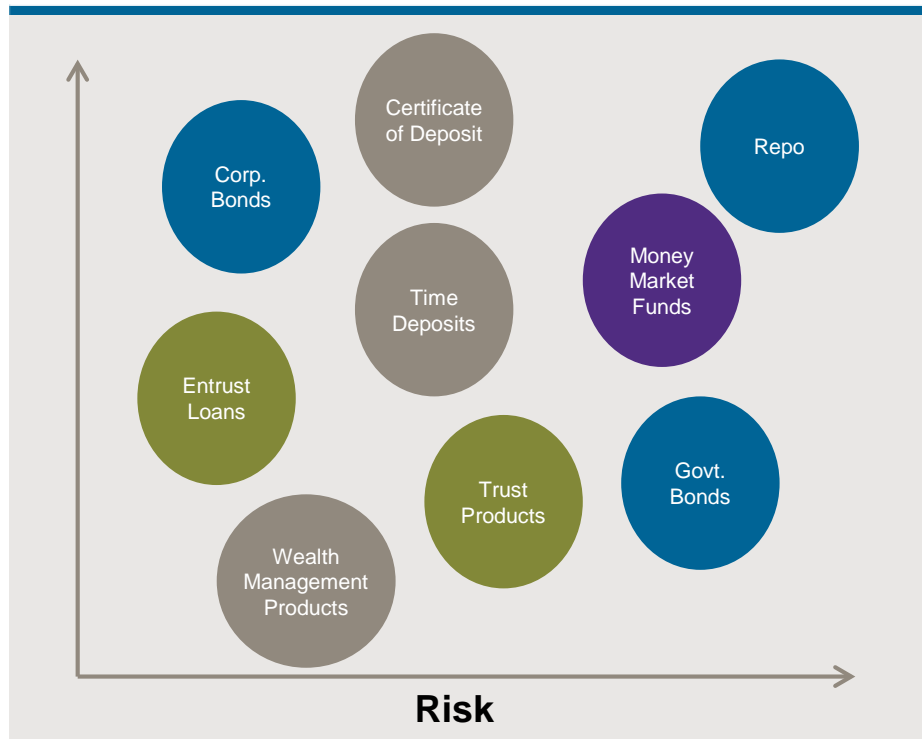 Certificate
of Deposit
Repo
Corp.
Bonds
Money
Market
Funds
Time
Deposits
Entrust
Loans
Govt.
Bonds
Trust
Products
Wealth
Management
Products
Risk